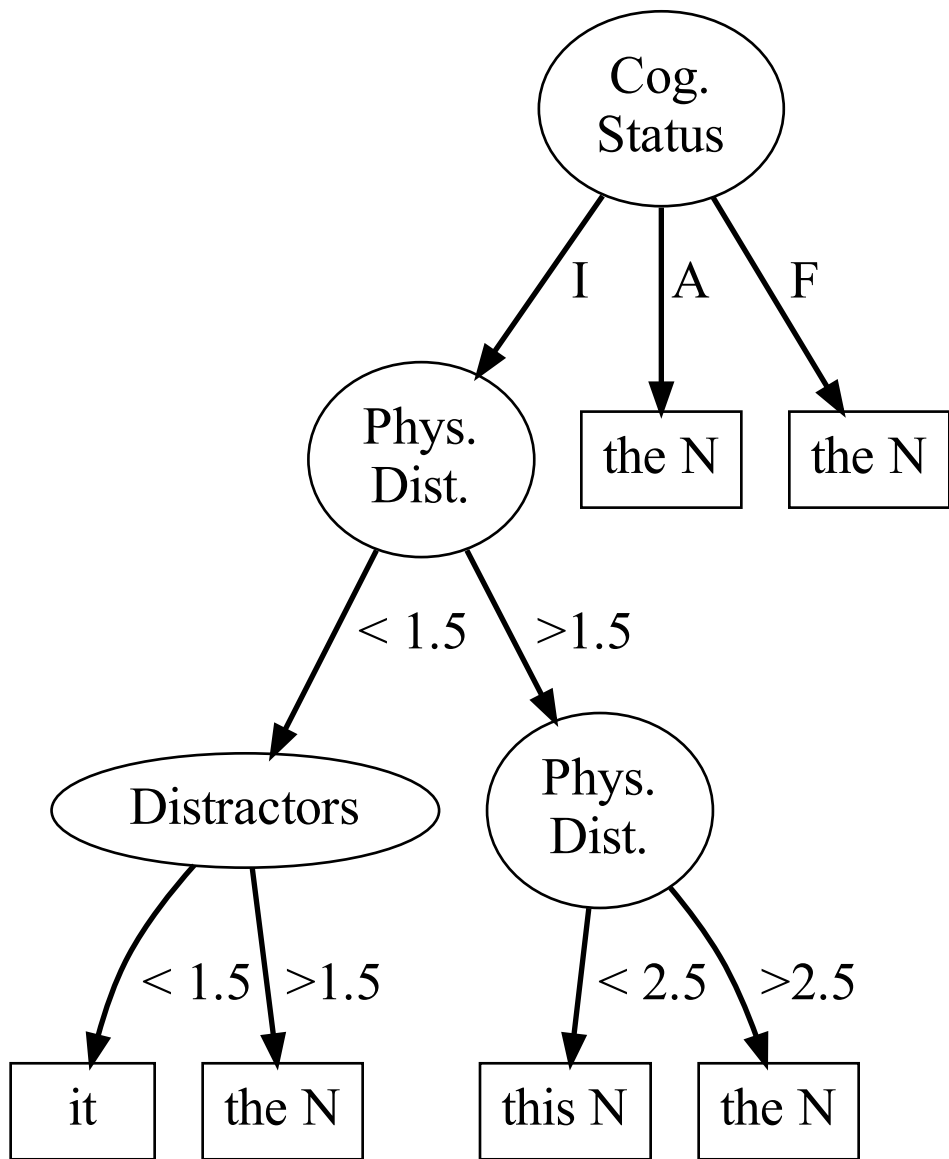 Cog.
Status
I
A
F
Phys.
Dist.
the N
the N
< 1.5
>1.5
Distractors
Phys.
Dist.
< 1.5
>1.5
< 2.5
>2.5
it
the N
this N
the N